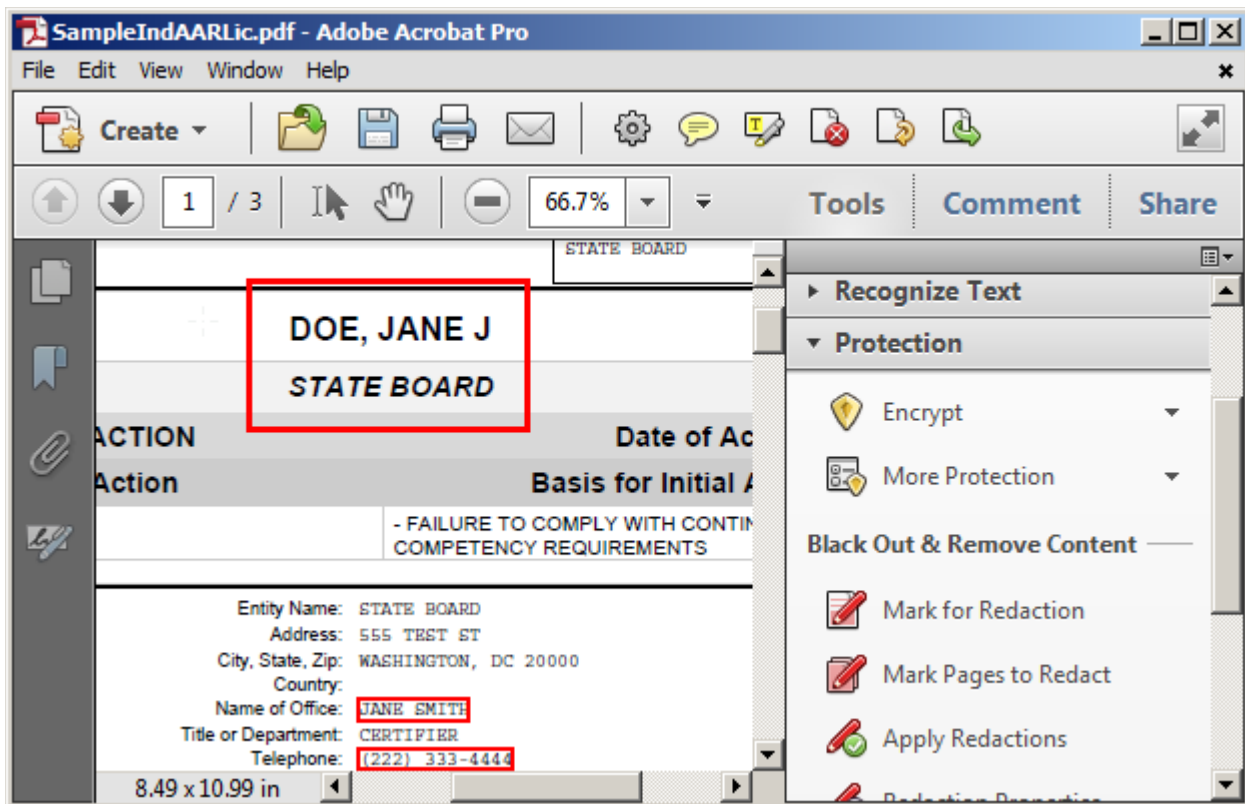 SampleIndAARLic.pdf - Adobe Acrobat Pro
File Edit View Window Help
Create
1 / 3
66.7%
Tools Comment Share
STATE BOARD
DOE, JANE J
STATE BOARD
ACTION Date of Ac
Action Basis for Initial A
- FAILURE TO COMPLY WITH CONTIN
COMPETENCY REQUIREMENTS
Entity Name: STATE BOARD
Address: 555 TEST ST
City, State, Zip: WASHINGTON, DC 20000
Country:
Name of Office: JANE SMITH
Title or Department: CERTIFIER
Telephone: (222) 333-4444
8.49 x 10.99 in
Recognize Text
Protection
Encrypt
More Protection
Black Out & Remove Content
Mark for Redaction
Mark Pages to Redact
Apply Redactions
Redaction Properties